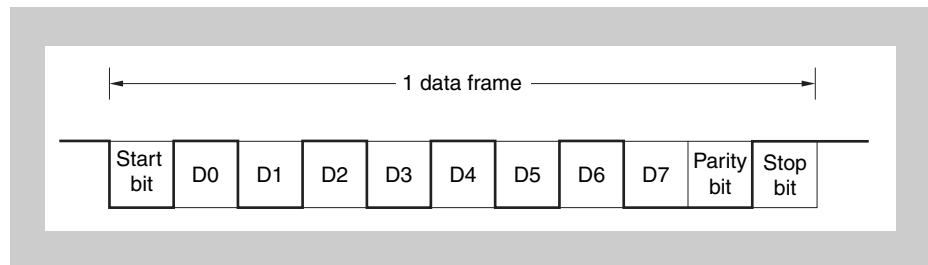 1 data frame
Start
bit
D0
D1
D2
D3
D4
D5
D6
D7
Parity
bit
Stop
bit